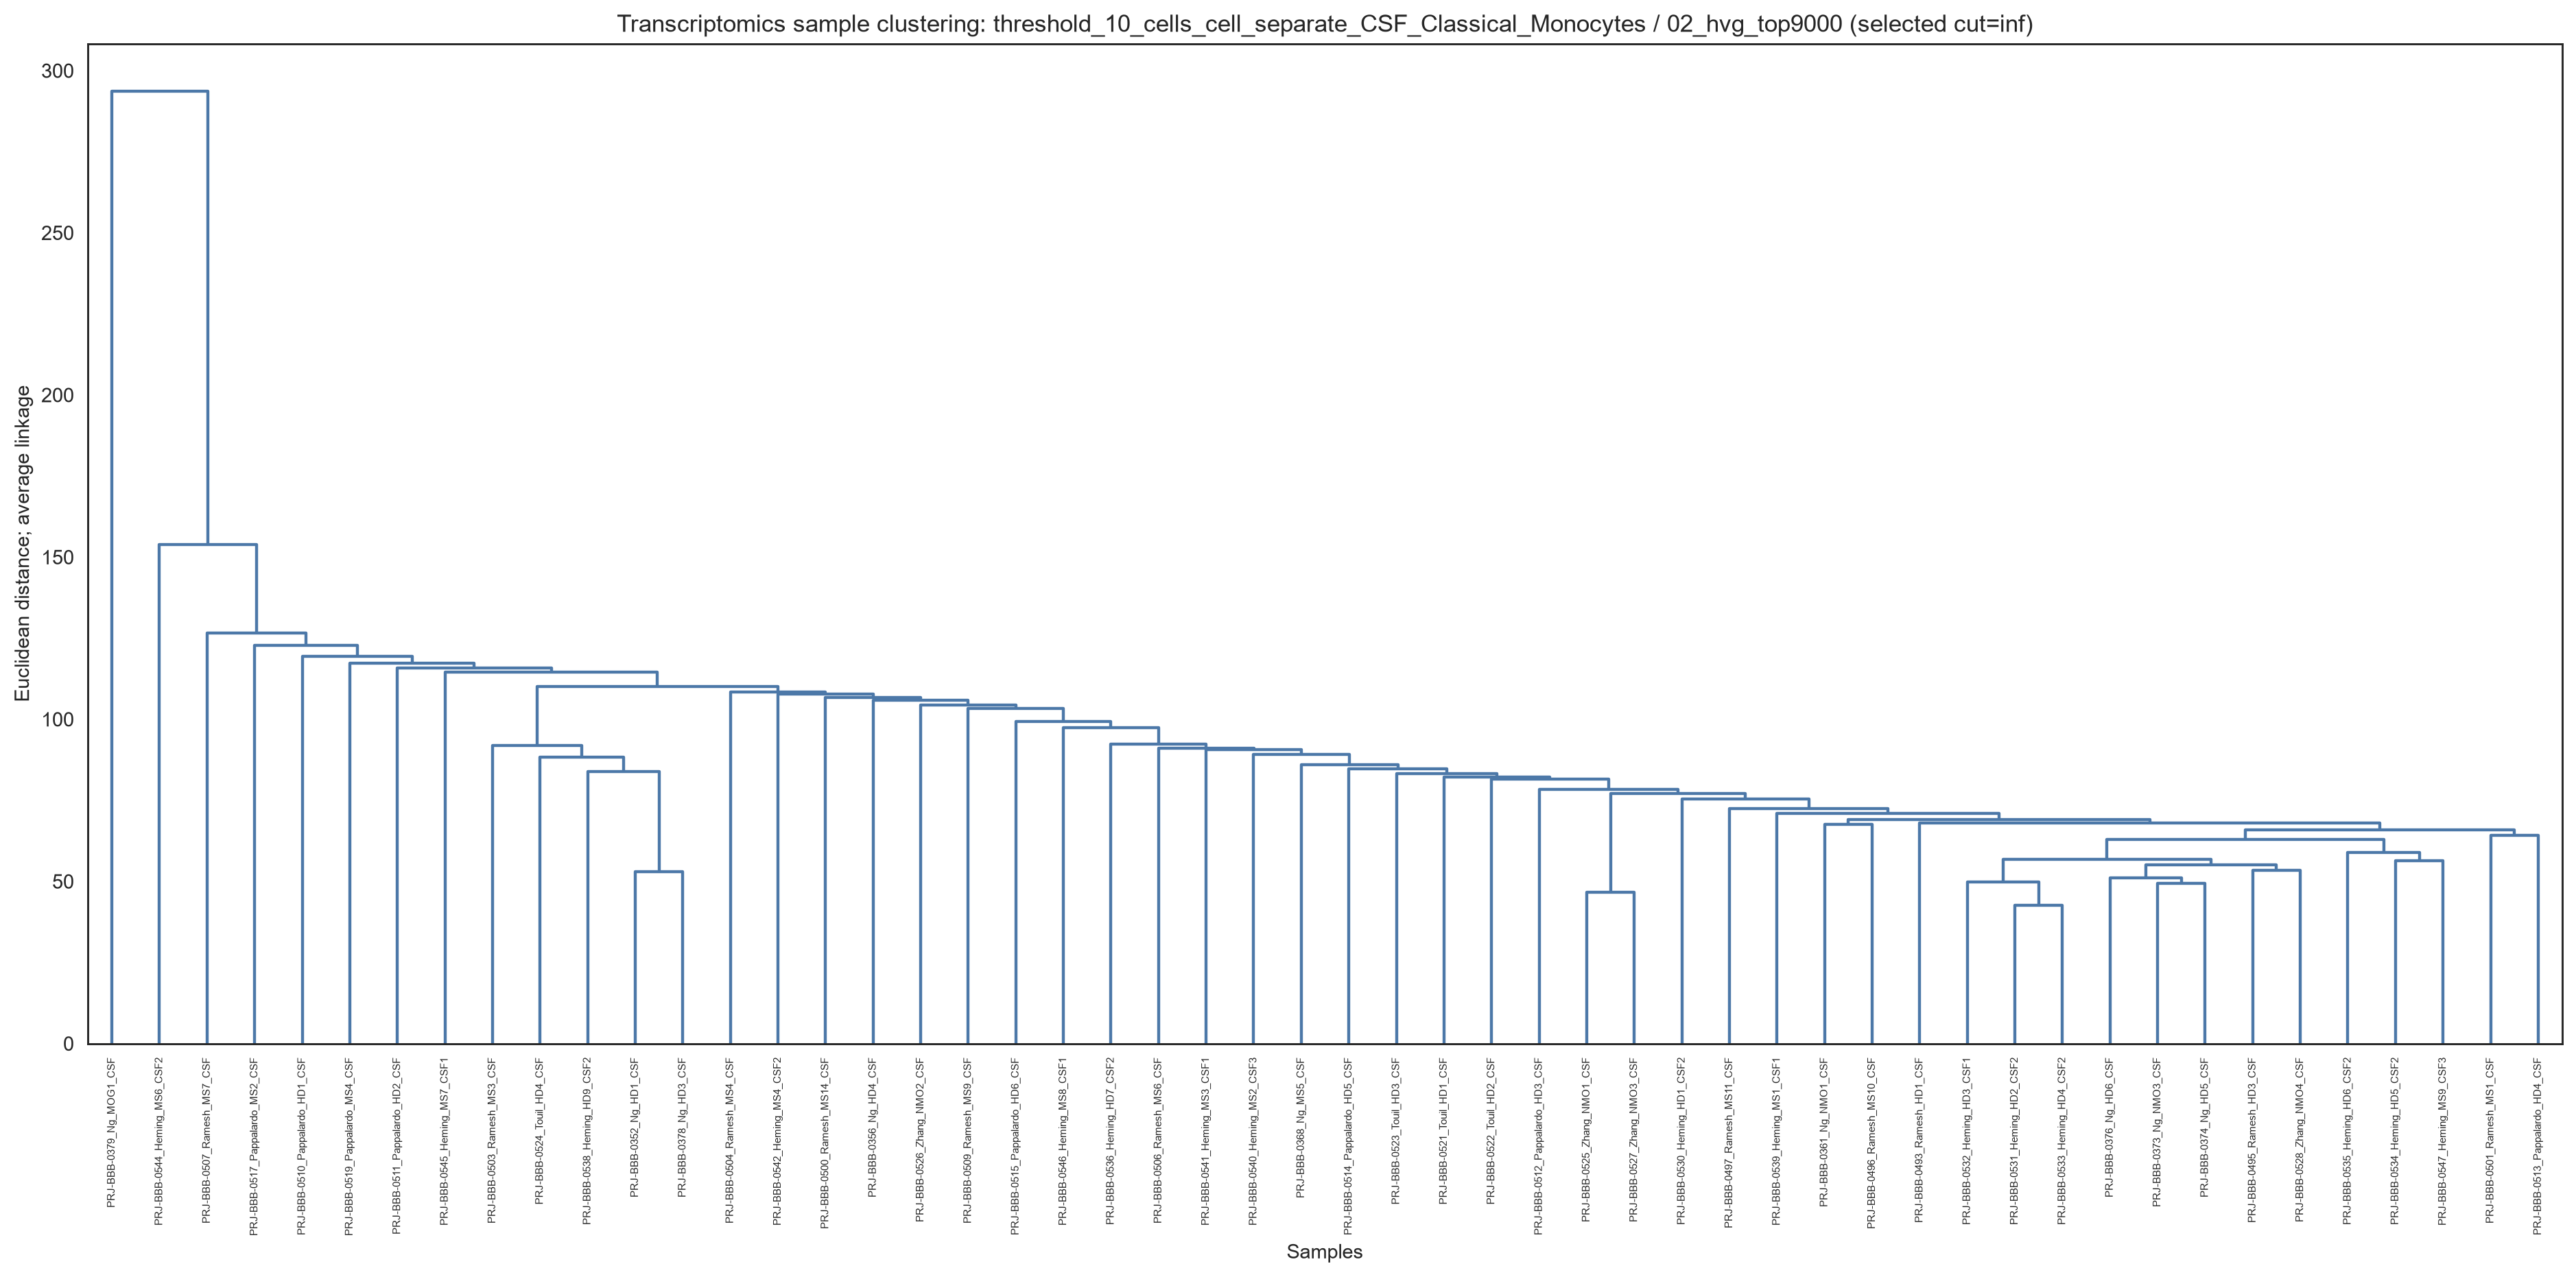 Transcriptomics sample clustering: threshold_10_cells_cell_separate_CSF_Classical_Monocytes / 02_hvg_top9000 (selected cut=inf)
Euclidean distance; average linkage
300
250
200
150
100
50
0
PRJ-BBB-0379_Ng_MOG1_CSF
PRJ-BBB-0544_Heming_MS6_CSF2
PRJ-BBB-0507_Ramesh_MS7_CSF
PRJ-BBB-0517_Pappalardo_MS2_CSF
PRJ-BBB-0510_Pappalardo_HD1_CSF
PRJ-BBB-0519_Pappalardo_MS4_CSF
PRJ-BBB-0511_Pappalardo_HD2_CSF
PRJ-BBB-0545_Heming_MS7_CSF1
PRJ-BBB-0503_Ramesh_MS3_CSF
PRJ-BBB-0524_Touil_HD4_CSF
PRJ-BBB-0538_Heming_HD9_CSF2
PRJ-BBB-0352_Ng_HD1_CSF
PRJ-BBB-0378_Ng_HD3_CSF
PRJ-BBB-0504_Ramesh_MS4_CSF
PRJ-BBB-0542_Heming_MS4_CSF2
PRJ-BBB-0500_Ramesh_MS14_CSF
PRJ-BBB-0356_Ng_HD4_CSF
PRJ-BBB-0526_Zhang_NMO2_CSF
PRJ-BBB-0509_Ramesh_MS9_CSF
PRJ-BBB-0515_Pappalardo_HD6_CSF
PRJ-BBB-0546_Heming_MS8_CSF1
PRJ-BBB-0536_Heming_HD7_CSF2
PRJ-BBB-0506_Ramesh_MS6_CSF
PRJ-BBB-0541_Heming_MS3_CSF1
PRJ-BBB-0540_Heming_MS2_CSF3
PRJ-BBB-0368_Ng_MS5_CSF
PRJ-BBB-0514_Pappalardo_HD5_CSF
PRJ-BBB-0523_Touil_HD3_CSF
PRJ-BBB-0521_Touil_HD1_CSF
PRJ-BBB-0522_Touil_HD2_CSF
PRJ-BBB-0512_Pappalardo_HD3_CSF
PRJ-BBB-0525_Zhang_NMO1_CSF
PRJ-BBB-0527_Zhang_NMO3_CSF
PRJ-BBB-0530_Heming_HD1_CSF2
PRJ-BBB-0497_Ramesh_MS11_CSF
PRJ-BBB-0539_Heming_MS1_CSF1
PRJ-BBB-0361_Ng_NMO1_CSF
PRJ-BBB-0496_Ramesh_MS10_CSF
PRJ-BBB-0493_Ramesh_HD1_CSF
PRJ-BBB-0532_Heming_HD3_CSF1
PRJ-BBB-0531_Heming_HD2_CSF2
PRJ-BBB-0533_Heming_HD4_CSF2
PRJ-BBB-0376_Ng_HD6_CSF
PRJ-BBB-0373_Ng_NMO3_CSF
PRJ-BBB-0374_Ng_HD5_CSF
PRJ-BBB-0495_Ramesh_HD3_CSF
PRJ-BBB-0528_Zhang_NMO4_CSF
PRJ-BBB-0535_Heming_HD6_CSF2
PRJ-BBB-0534_Heming_HD5_CSF2
PRJ-BBB-0547_Heming_MS9_CSF3
PRJ-BBB-0501_Ramesh_MS1_CSF
PRJ-BBB-0513_Pappalardo_HD4_CSF
Samples